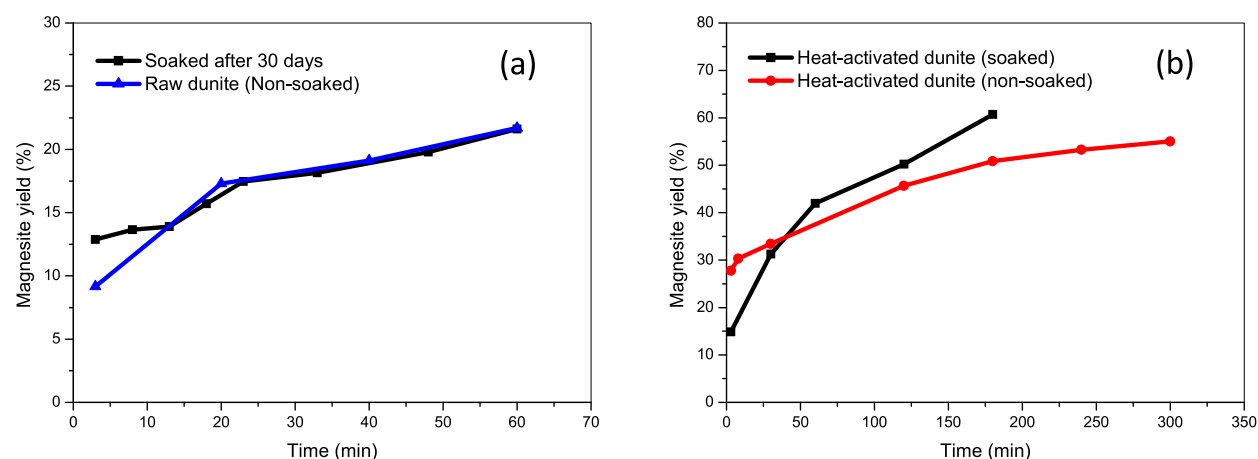 30
25
20
15
10
5
0
Magnesite yield (%)
Soaked after 30 days
Raw dunite (Non-soaked)
(a)
0 10 20 30 40 50 60 70
Time (min)
80
70
60
50
40
30
20
10
0
Magnesite yield (%)
Heat-activated dunite (soaked)
Heat-activated dunite (non-soaked)
(b)
0 50 100 150 200 250 300 350
Time (min)